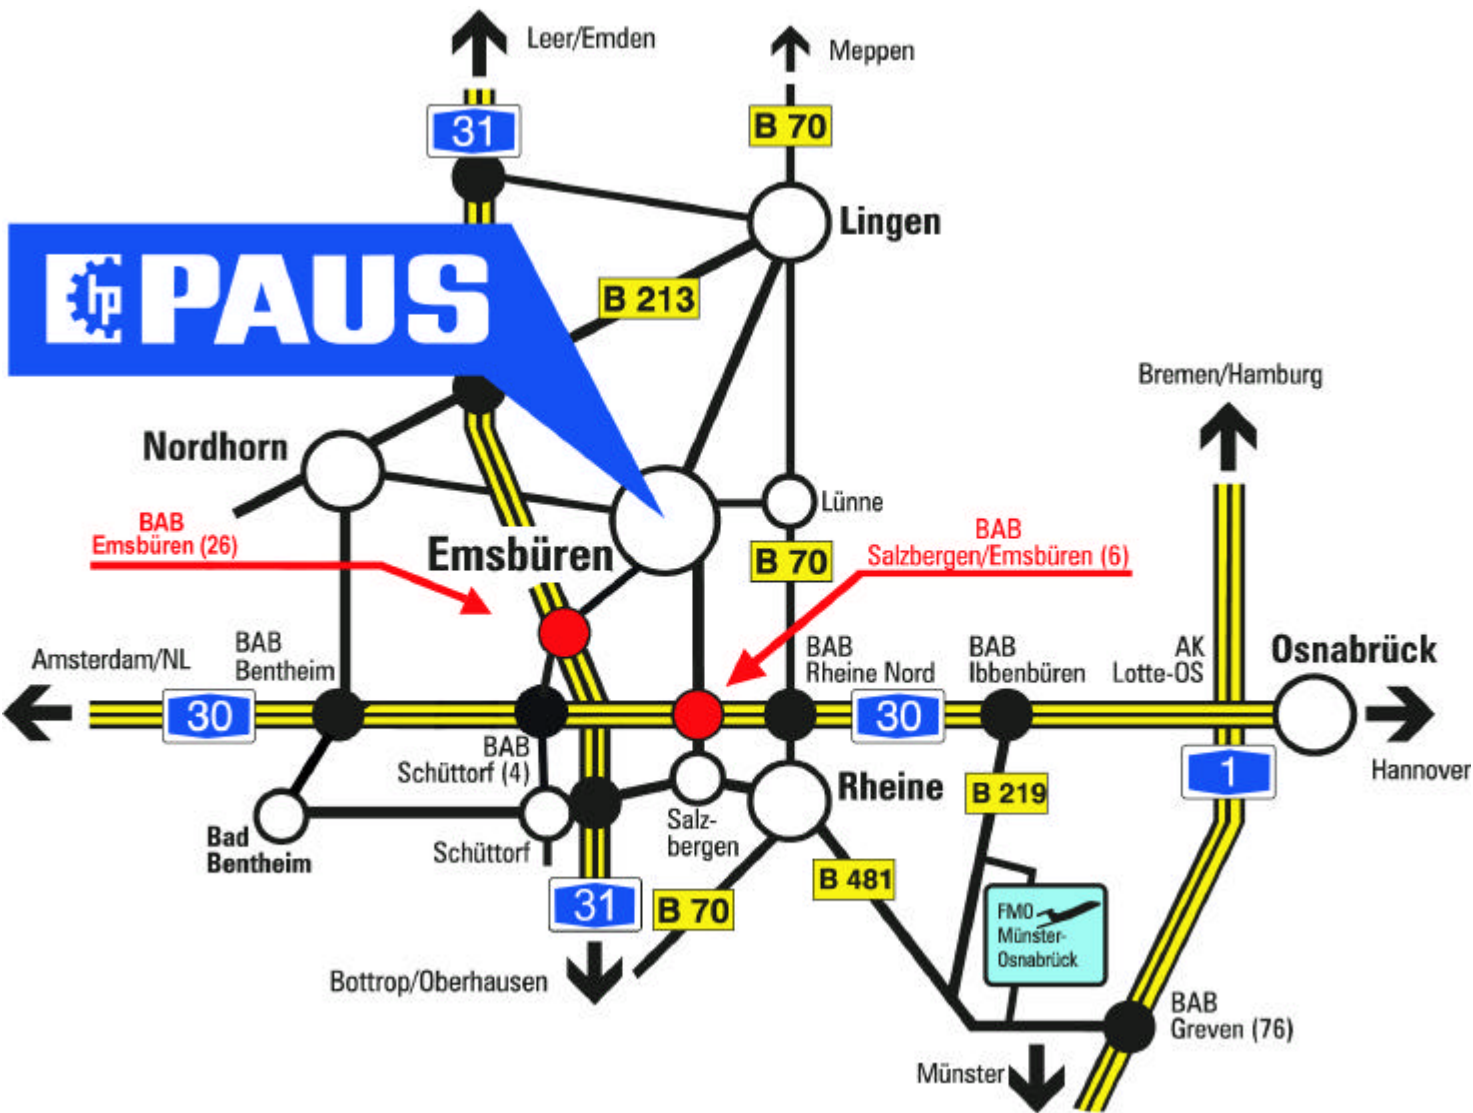 Leer/Emden
Meppen
31
B 70
Lingen
hp
PAUS
B 213
Bremen/Hamburg
Nordhorn
Lünne
BAB
Emsbüren (26)
Emsbüren
B 70
BAB
Salzbergen/Emsbüren (6)
Amsterdam/NL
BAB
Bentheim
BAB
Rheine Nord
BAB
Ibbenbüren
AK
Lotte-OS
Osnabrück
30
30
BAB
Schüttorf (4)
Rheine
B 219
1
Hannover
Bad
Bentheim
Schüttorf
Salz-
bergen
31
B 70
B 481
FMO
Münster-
Osnabrück
Bottrop/Oberhausen
BAB
Greven (76)
Münster